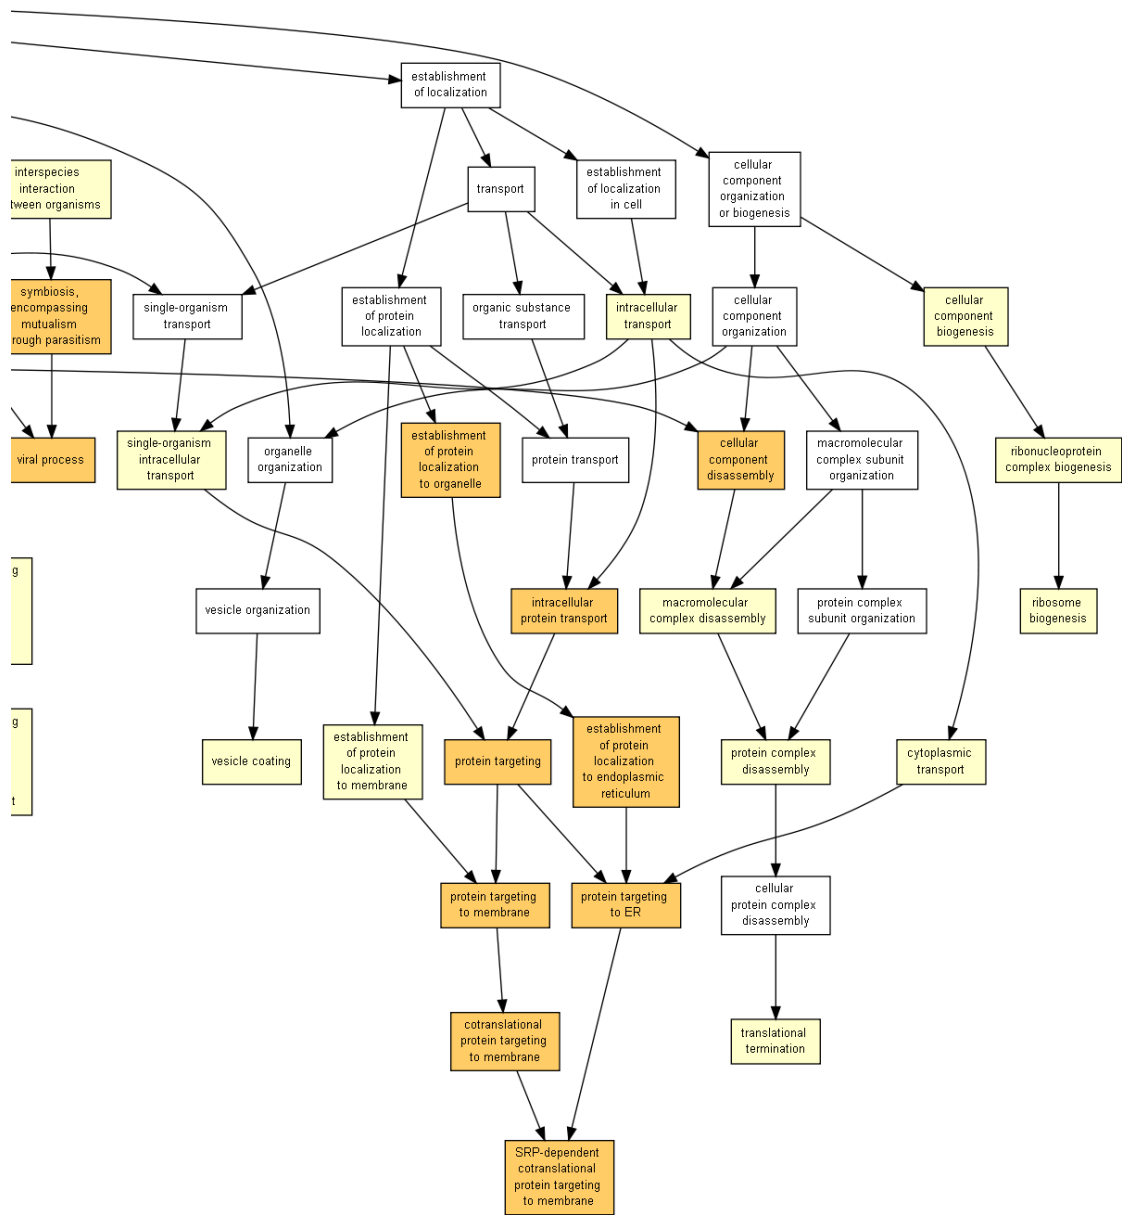 establishment
of localization
interspecies
interaction
between organisms
transport
establishment
of localization
in cell
cellular
component
organization
or biogenesis
symbiosis,
encompassing
mutualism
through parasitism
single-organism
transport
establishment
of protein
localization
organic substance
transport
intracellular
transport
cellular
component
organization
cellular
component
biogenesis
viral process
single-organism
intracellular
transport
organelle
organization
establishment
of protein
localization
to organelle
protein transport
cellular
component
disassembly
macromolecular
complex subunit
organization
ribonucleoprotein
complex biogenesis
vesicle organization
intracellular
protein transport
macromolecular
complex disassembly
protein complex
subunit organization
ribosome
biogenesis
vesicle coating
establishment
of protein
localization
to membrane
protein targeting
establishment
of protein
localization
to endoplasmic
reticulum
protein complex
disassembly
cytoplasmic
transport
protein targeting
to membrane
protein targeting
to ER
cellular
protein complex
disassembly
cotranslational
protein targeting
to membrane
translational
termination
SRP-dependent
cotranslational
protein targeting
to membrane